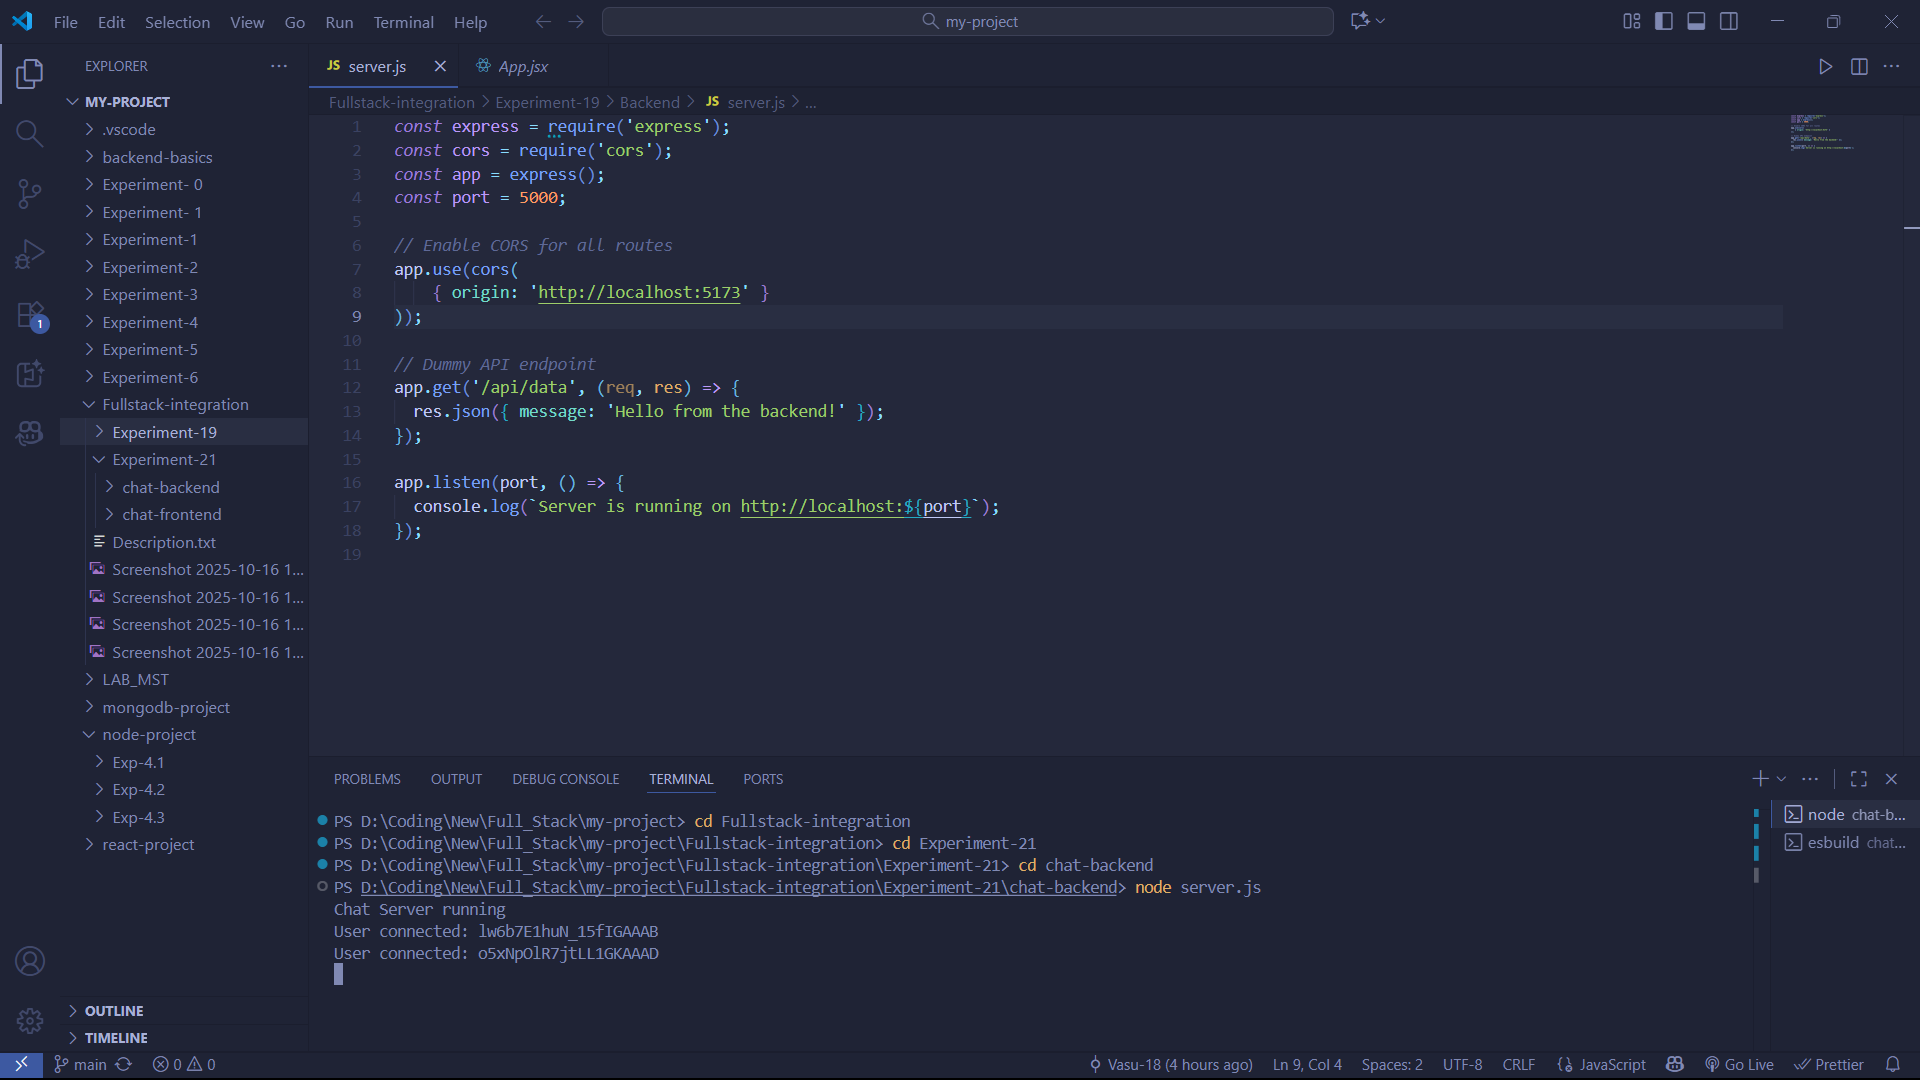 File Edit Selection View Go Run Terminal Help
my-project
EXPLORER
MY-PROJECT
.vscode
backend-basics
Experiment- 0
Experiment- 1
Experiment-1
Experiment-2
Experiment-3
Experiment-4
Experiment-5
Experiment-6
Fullstack-integration
Experiment-19
Experiment-21
chat-backend
chat-frontend
Description.txt
Screenshot 2025-10-16 1...
Screenshot 2025-10-16 1...
Screenshot 2025-10-16 1...
Screenshot 2025-10-16 1...
LAB_MST
mongodb-project
node-project
Exp-4.1
Exp-4.2
Exp-4.3
react-project
OUTLINE
TIMELINE
1
JS server.js
App.jsx
Fullstack-integration > Experiment-19 > Backend > JS server.js > ...
1 const express = require('express');
2 const cors = require('cors');
3 const app = express();
4 const port = 5000;
5
6 // Enable CORS for all routes
7 app.use(cors(
8 { origin: 'http://localhost:5173' }
9 ));
10
11 // Dummy API endpoint
12 app.get('/api/data', (req, res) => {
13 res.json({ message: 'Hello from the backend!' });
14 });
15
16 app.listen(port, () => {
17 console.log(`Server is running on http://localhost:${port}`);
18 });
19
PROBLEMS OUTPUT DEBUG CONSOLE TERMINAL PORTS
PS D:\Coding\New\Full_Stack\my-project> cd Fullstack-integration
PS D:\Coding\New\Full_Stack\my-project\Fullstack-integration> cd Experiment-21
PS D:\Coding\New\Full_Stack\my-project\Fullstack-integration\Experiment-21> cd chat-backend
PS D:\Coding\New\Full_Stack\my-project\Fullstack-integration\Experiment-21\chat-backend> node server.js
Chat Server running
User connected: lw6b7E1huN_15fIGAAAB
User connected: o5xNpOlR7jtLL1GKAAAD
node chat-b...
esbuild chat...
main 0 0
Vasu-18 (4 hours ago) Ln 9, Col 4 Spaces: 2 UTF-8 CRLF {} JavaScript Go Live Prettier